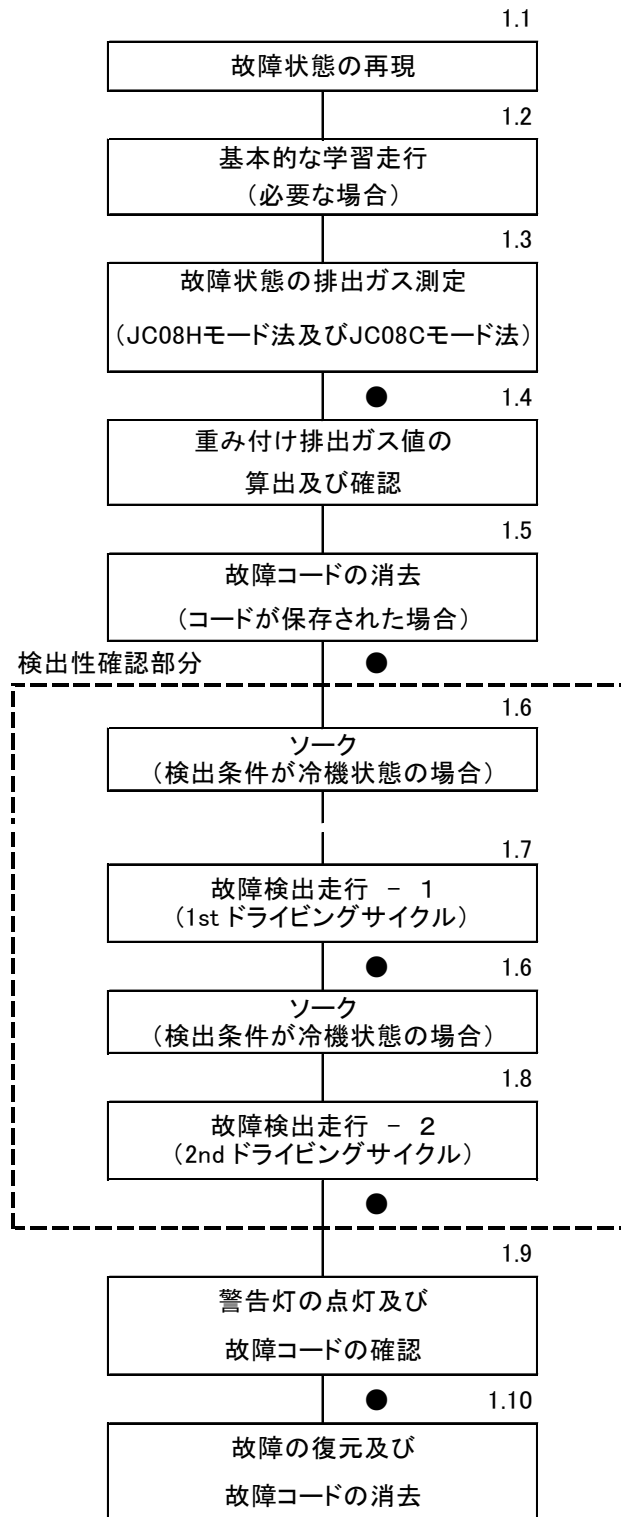 1.1
故障状態の再現
1.2
基本的な学習走行
（必要な場合）
1.3
故障状態の排出ガス測定
（JC08Hモード法及びJC08Cモード法）
● 1.4
重み付け排出ガス値の
算出及び確認
1.5
故障コードの消去
（コードが保存された場合）
検出性確認部分 ●
1.6
ソーク
（検出条件が冷機状態の場合）
1.7
故障検出走行 － １
（1st ドライビングサイクル）
● 1.6
ソーク
（検出条件が冷機状態の場合）
1.8
故障検出走行 － ２
（2nd ドライビングサイクル）
●
1.9
警告灯の点灯及び
故障コードの確認
● 1.10
故障の復元及び
故障コードの消去